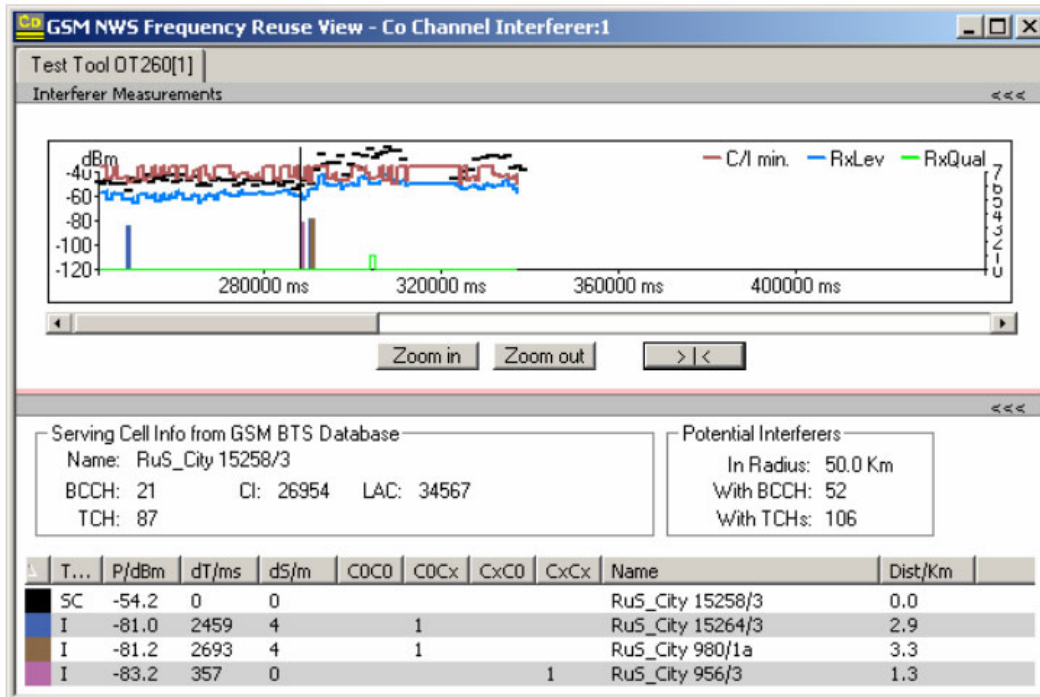 Co GSM NWS Frequency Reuse View - Co Channel Interferer:1
Test Tool OT260[1]
Interferer Measurements <<<
dBm C/I min. RxLev RxQual
-40
-60
-80
-100
-120
7
6
5
4
3
2
1
0
280000 ms 320000 ms 360000 ms 400000 ms
Zoom in Zoom out > | <
<<<
Serving Cell Info from GSM BTS Database
Name: RuS_City 15258/3
BCCH: 21 CI: 26954 LAC: 34567
TCH: 87
Potential Interferers
In Radius: 50.0 Km
With BCCH: 52
With TCHs: 106
T... P/dBm dT/ms dS/m C0C0 C0Cx CxC0 CxCx Name Dist/Km
SC -54.2 0 0 RuS_City 15258/3 0.0
I -81.0 2459 4 1 RuS_City 15264/3 2.9
I -81.2 2693 4 1 RuS_City 980/1a 3.3
I -83.2 357 0 1 RuS_City 956/3 1.3